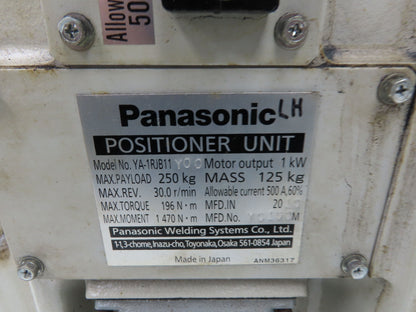 Allow
50
Panasonic LH
POSITIONER UNIT
Model No. YA-1RJB11 Motor output 1 kW
MAX.PAYLOAD 250 kg MASS 125 kg
MAX.REV. 30.0 r/min Allowable current 500 A,60%
MAX.TORQUE 196 N·m MFD.IN 20
MAX.MOMENT 1 470 N·m MFD.No.
Panasonic Welding Systems Co., Ltd.
1-1,3-chome,Inazu-cho,Toyonaka,Osaka 561-0854 Japan
Made in Japan ANM36317